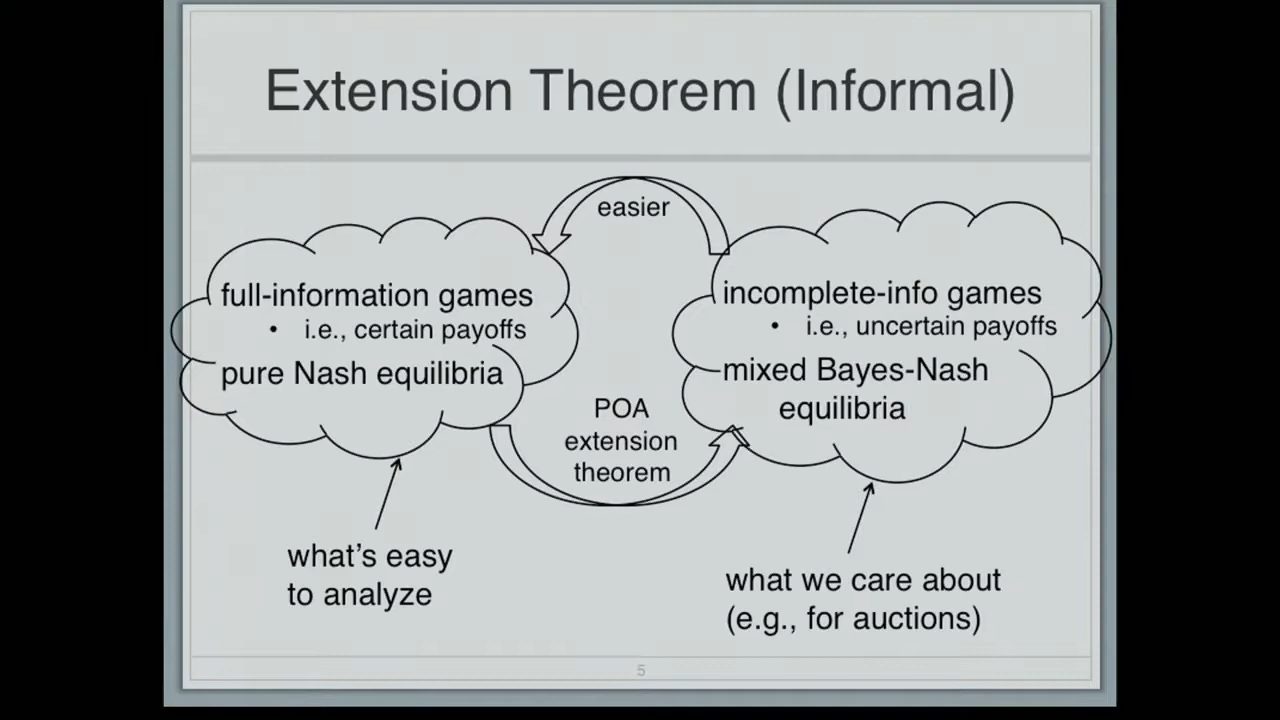 Extension Theorem (Informal)
easier
full-information games
• i.e., certain payoffs
pure Nash equilibria
incomplete-info games
• i.e., uncertain payoffs
mixed Bayes-Nash
equilibria
POA
extension
theorem
what's easy
to analyze
what we care about
(e.g., for auctions)
5